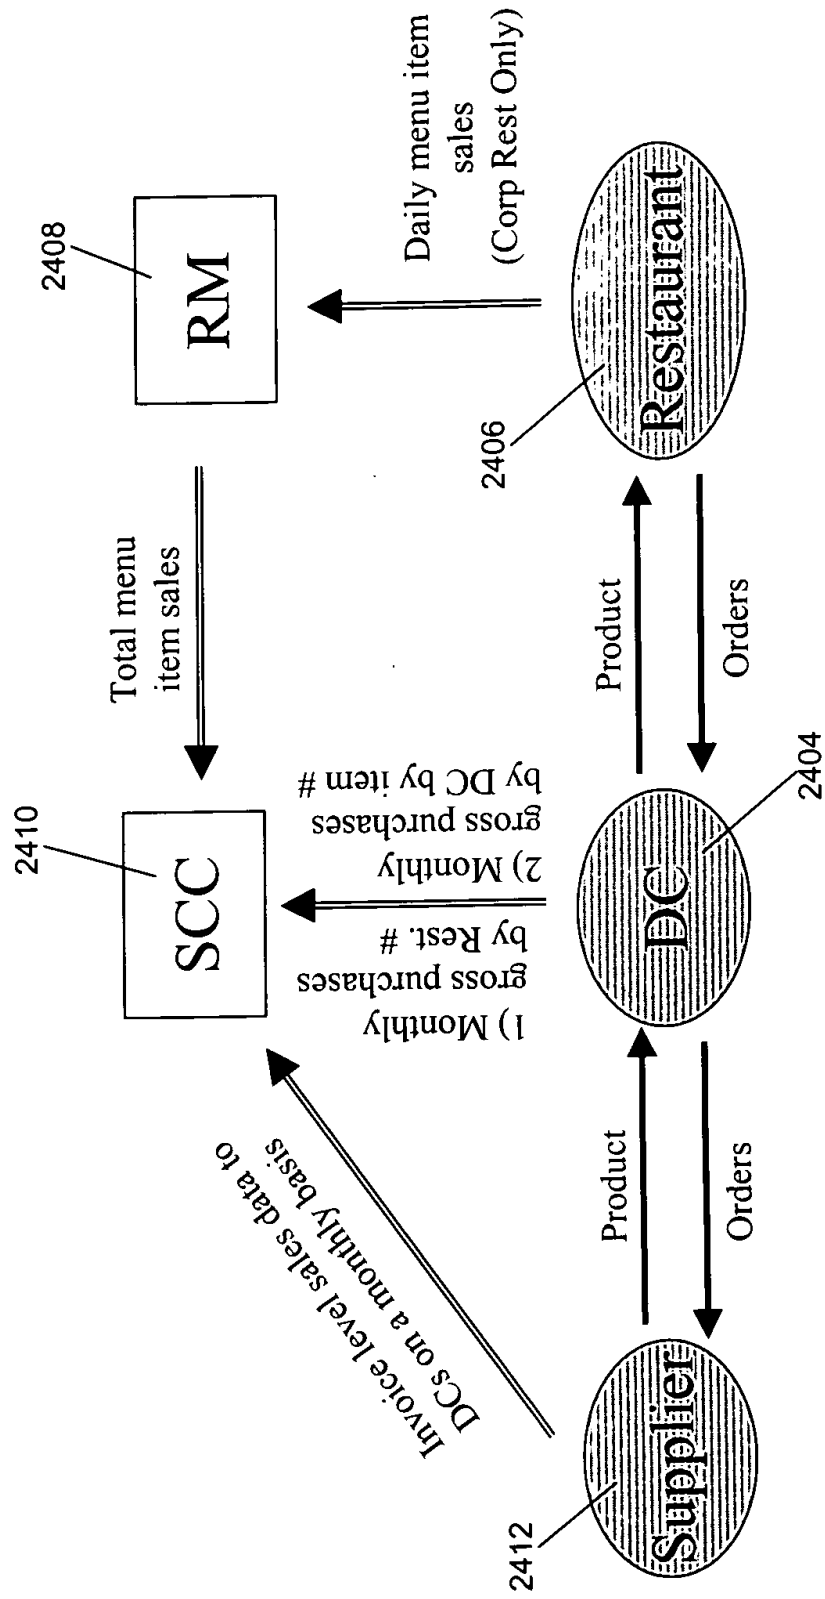 2410
SCC
Total menu
item sales
2408
RM
Invoice level sales data to
DCs on a monthly basis
1) Monthly
gross purchases
by Rest. #
2) Monthly
gross purchases
by DC by item #
Daily menu item
sales
(Corp Rest Only)
2412
Supplier
Product
Orders
DC
2404
Product
Orders
2406
Restaurant